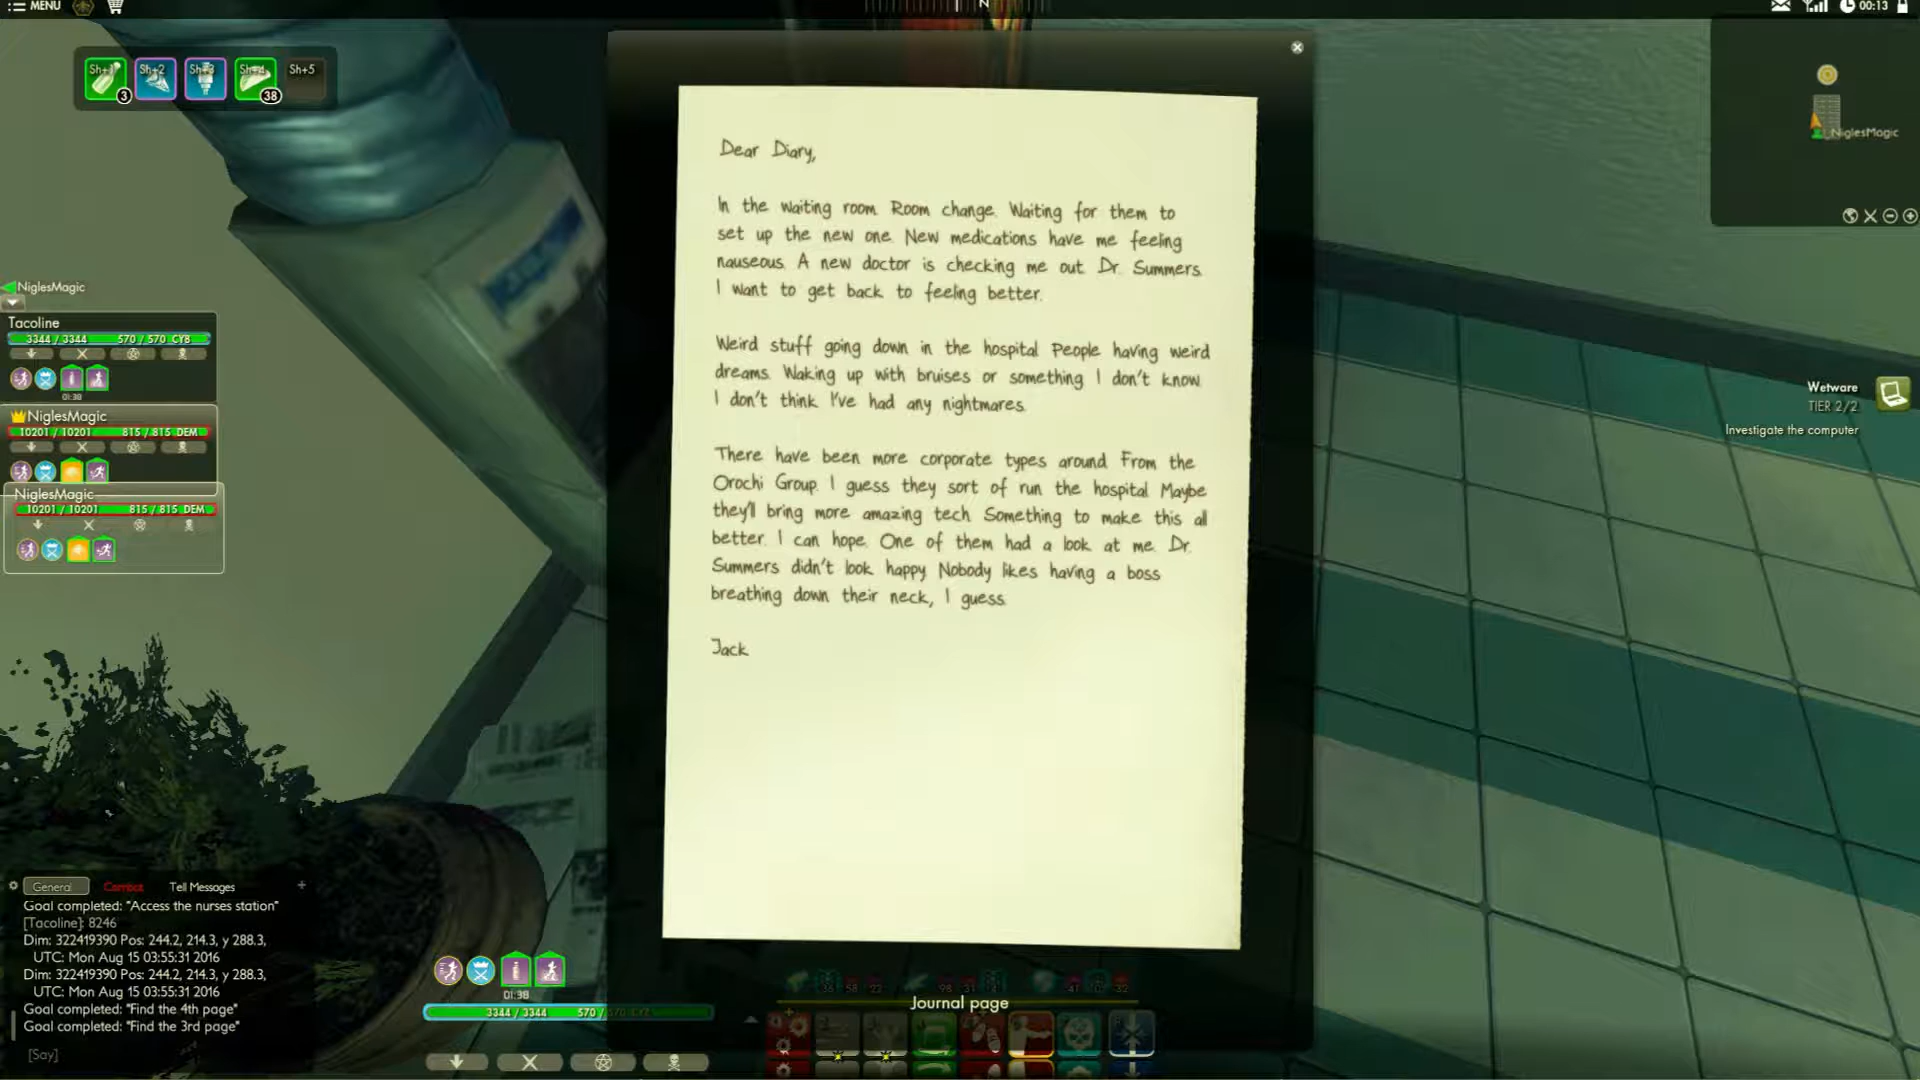 MENU
N
00:13
Sh+1
Sh+2
Sh+3
Sh+4
Sh+5
3
38
NiglesMagic
NiglesMagic
Tacoline
3344 / 3344 570 / 570 CYB
01:38
NiglesMagic
10201 / 10201 815 / 815 DEM
NiglesMagic
10201 / 10201 815 / 815 DEM
Dear Diary,
In the waiting room. Room change. Waiting for them to
set up the new one. New medications have me feeling
nauseous. A new doctor is checking me out. Dr. Summers.
I want to get back to feeling better.
Weird stuff going down in the hospital. People having weird
dreams. Waking up with bruises or something. I don't know.
I don't think I've had any nightmares.
There have been more corporate types around. From the
Orochi Group. I guess they sort of run the hospital. Maybe
they'll bring more amazing tech. Something to make this all
better. I can hope. One of them had a look at me. Dr.
Summers didn't look happy. Nobody likes having a boss
breathing down their neck, I guess.
Jack
Wetware
TIER 2/2
Investigate the computer
General Combat Tell Messages
Goal completed: "Access the nurses station"
[Tacoline]: 8246
Dim: 322419390 Pos: 244.2, 214.3, y 288.3,
UTC: Mon Aug 15 03:55:31 2016
Dim: 322419390 Pos: 244.2, 214.3, y 288.3,
UTC: Mon Aug 15 03:55:31 2016
Goal completed: "Find the 4th page"
Goal completed: "Find the 3rd page"
[Say]
01:38
3344 / 3344 570 /
Journal page